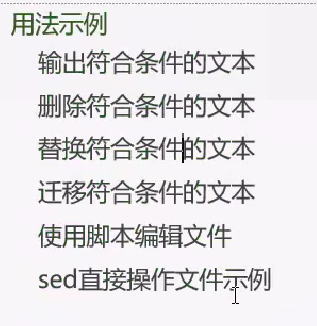 用法示例
输出符合条件的文本
删除符合条件的文本
替换符合条件的文本
迁移符合条件的文本
使用脚本编辑文件
sed直接操作文件示例